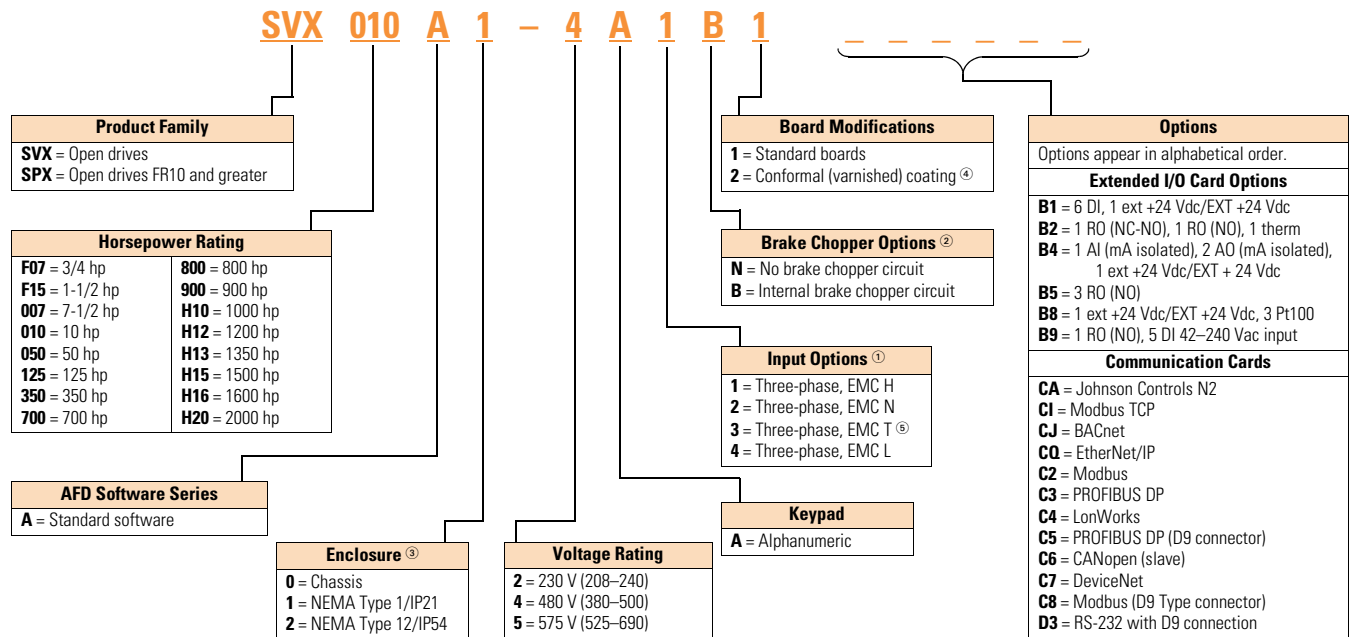 SVX 010 A 1 – 4 A 1 B 1 _ _ _ _ _ _
Product Family
SVX = Open drives
SPX = Open drives FR10 and greater
Horsepower Rating
F07 = 3/4 hp
F15 = 1-1/2 hp
007 = 7-1/2 hp
010 = 10 hp
050 = 50 hp
125 = 125 hp
350 = 350 hp
700 = 700 hp
800 = 800 hp
900 = 900 hp
H10 = 1000 hp
H12 = 1200 hp
H13 = 1350 hp
H15 = 1500 hp
H16 = 1600 hp
H20 = 2000 hp
AFD Software Series
A = Standard software
Enclosure ③
0 = Chassis
1 = NEMA Type 1/IP21
2 = NEMA Type 12/IP54
Voltage Rating
2 = 230 V (208–240)
4 = 480 V (380–500)
5 = 575 V (525–690)
Keypad
A = Alphanumeric
Input Options ①
1 = Three-phase, EMC H
2 = Three-phase, EMC N
3 = Three-phase, EMC T ⑤
4 = Three-phase, EMC L
Brake Chopper Options ②
N = No brake chopper circuit
B = Internal brake chopper circuit
Board Modifications
1 = Standard boards
2 = Conformal (varnished) coating ④
Options
Options appear in alphabetical order.
Extended I/O Card Options
B1 = 6 DI, 1 ext +24 Vdc/EXT +24 Vdc
B2 = 1 RO (NC-NO), 1 RO (NO), 1 therm
B4 = 1 AI (mA isolated), 2 AO (mA isolated),
1 ext +24 Vdc/EXT + 24 Vdc
B5 = 3 RO (NO)
B8 = 1 ext +24 Vdc/EXT +24 Vdc, 3 Pt100
B9 = 1 RO (NO), 5 DI 42–240 Vac input
Communication Cards
CA = Johnson Controls N2
CI = Modbus TCP
CJ = BACnet
CQ = EtherNet/IP
C2 = Modbus
C3 = PROFIBUS DP
C4 = LonWorks
C5 = PROFIBUS DP (D9 connector)
C6 = CANopen (slave)
C7 = DeviceNet
C8 = Modbus (D9 Type connector)
D3 = RS-232 with D9 connection